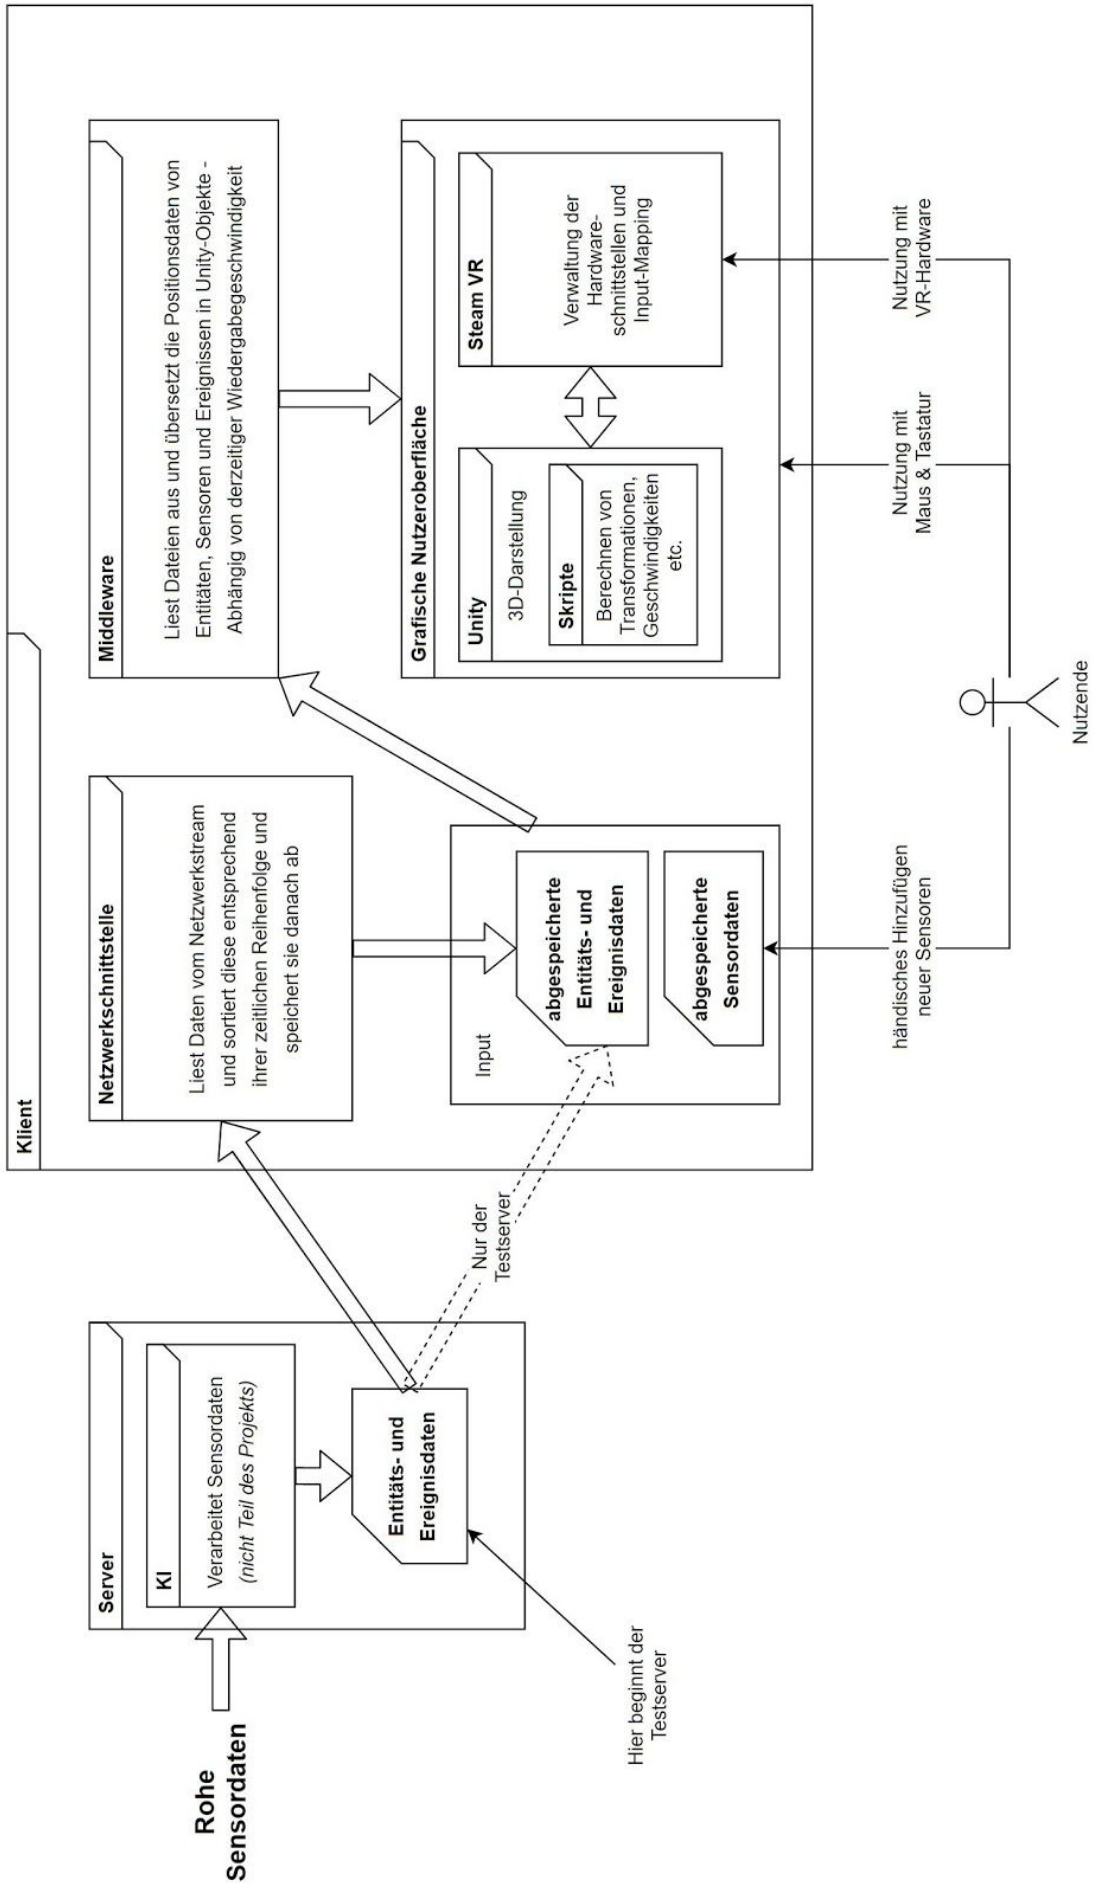 Rohe
Sensordaten
Server
KI
Verarbeitet Sensordaten
(nicht Teil des Projekts)
Entitäts- und
Ereignisdaten
Hier beginnt der
Testserver
Nur der
Testserver
Klient
Netzwerkschnittstelle
Liest Daten vom Netzwerkstream
und sortiert diese entsprechend
ihrer zeitlichen Reihenfolge und
speichert sie danach ab
Input
abgespeicherte
Entitäts- und
Ereignisdaten
abgespeicherte
Sensordaten
Middleware
Liest Dateien aus und übersetzt die Positionsdaten von
Entitäten, Sensoren und Ereignissen in Unity-Objekte -
Abhängig von derzeitiger Wiedergabegeschwindigkeit
Grafische Nutzeroberfläche
Unity
3D-Darstellung
Skripte
Berechnen von
Transformationen,
Geschwindigkeiten
etc.
Steam VR
Verwaltung der
Hardware-
schnittstellen und
Input-Mapping
händisches Hinzufügen
neuer Sensoren
Nutzung mit
Maus & Tastatur
Nutzung mit
VR-Hardware
Nutzende